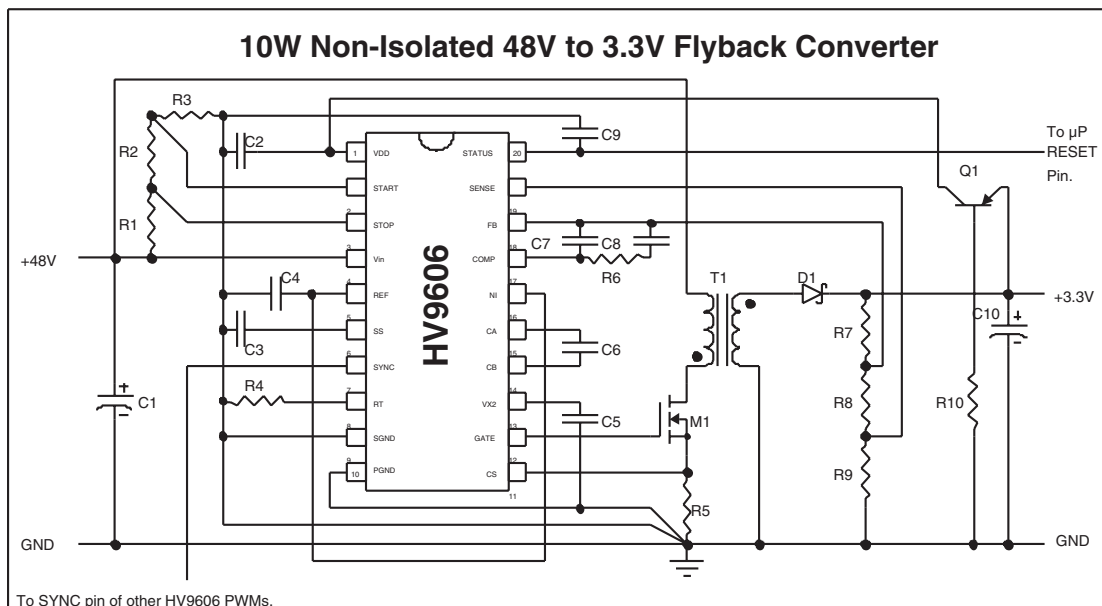 10W Non-Isolated 48V to 3.3V Flyback Converter
R3
C2
C9
To µP
RESET
Pin.
R2
1
VDD
STATUS
20
Q1
START
SENSE
R1
2
STOP
FB
19
+48V
3
Vin
COMP
18
C7
C8
R6
T1
D1
C4
4
REF
NI
17
+3.3V
C10
HV9606
5
SS
CA
16
C3
C6
R7
6
SYNC
CB
15
R4
7
RT
VX2
14
C5
M1
R8
R10
C1
8
SGND
GATE
13
9
10
PGND
CS
12
11
R5
R9
GND
GND
To SYNC pin of other HV9606 PWMs.